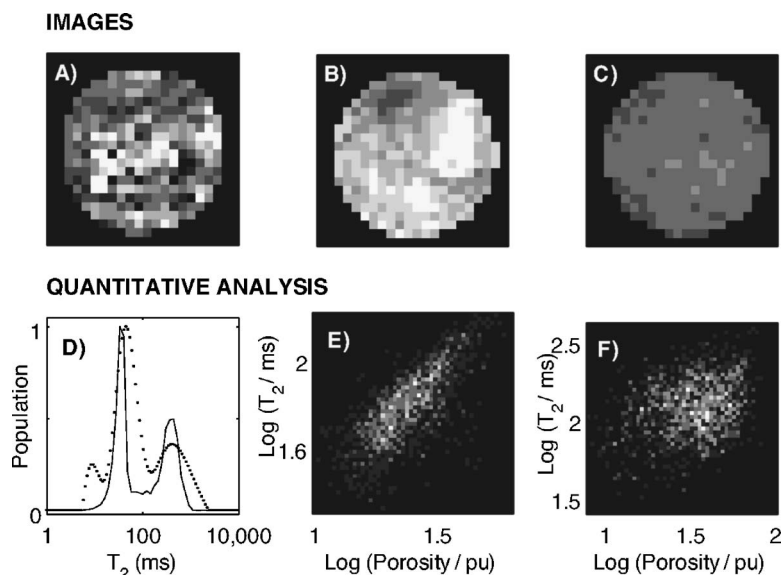 IMAGES
A) B) C)
QUANTITATIVE ANALYSIS
D) E) F)
Population
1
0
1 100 10,000
T2 (ms)
Log (T2 / ms)
2
1.6
1 1.5
Log (Porosity / pu)
Log (T2 / ms)
2.5
2
1.5
1 1.5 2
Log (Porosity / pu)